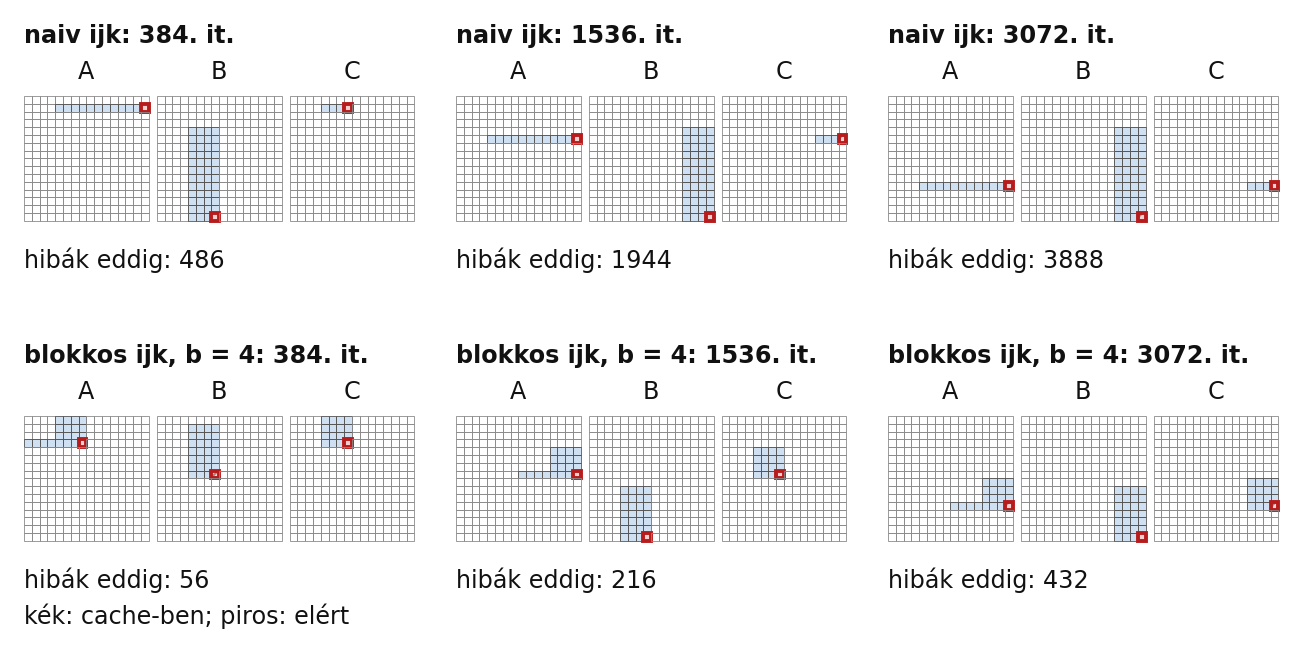 naiv ijk: 384. it.
A B C
hibák eddig: 486
naiv ijk: 1536. it.
A B C
hibák eddig: 1944
naiv ijk: 3072. it.
A B C
hibák eddig: 3888
blokkos ijk, b = 4: 384. it.
A B C
hibák eddig: 56
kék: cache-ben; piros: elért
blokkos ijk, b = 4: 1536. it.
A B C
hibák eddig: 216
blokkos ijk, b = 4: 3072. it.
A B C
hibák eddig: 432